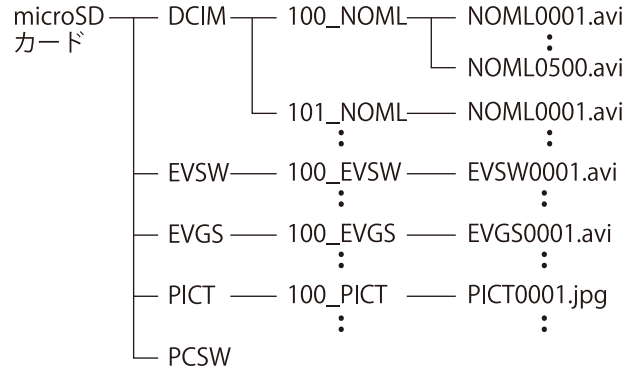 microSD
カード
DCIM
100_NOML
NOML0001.avi
NOML0500.avi
101_NOML
NOML0001.avi
EVSW
100_EVSW
EVSW0001.avi
EVGS
100_EVGS
EVGS0001.avi
PICT
100_PICT
PICT0001.jpg
PCSW